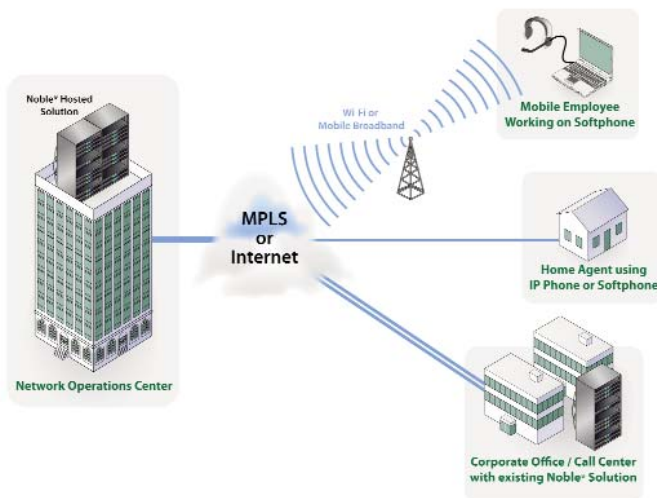 Noble® Hosted
Solution
Network Operations Center
MPLS
or
Internet
Wi Fi or
Mobile Broadband
Mobile Employee
Working on Softphone
Home Agent using
IP Phone or Softphone
Corporate Office / Call Center
with existing Noble® Solution